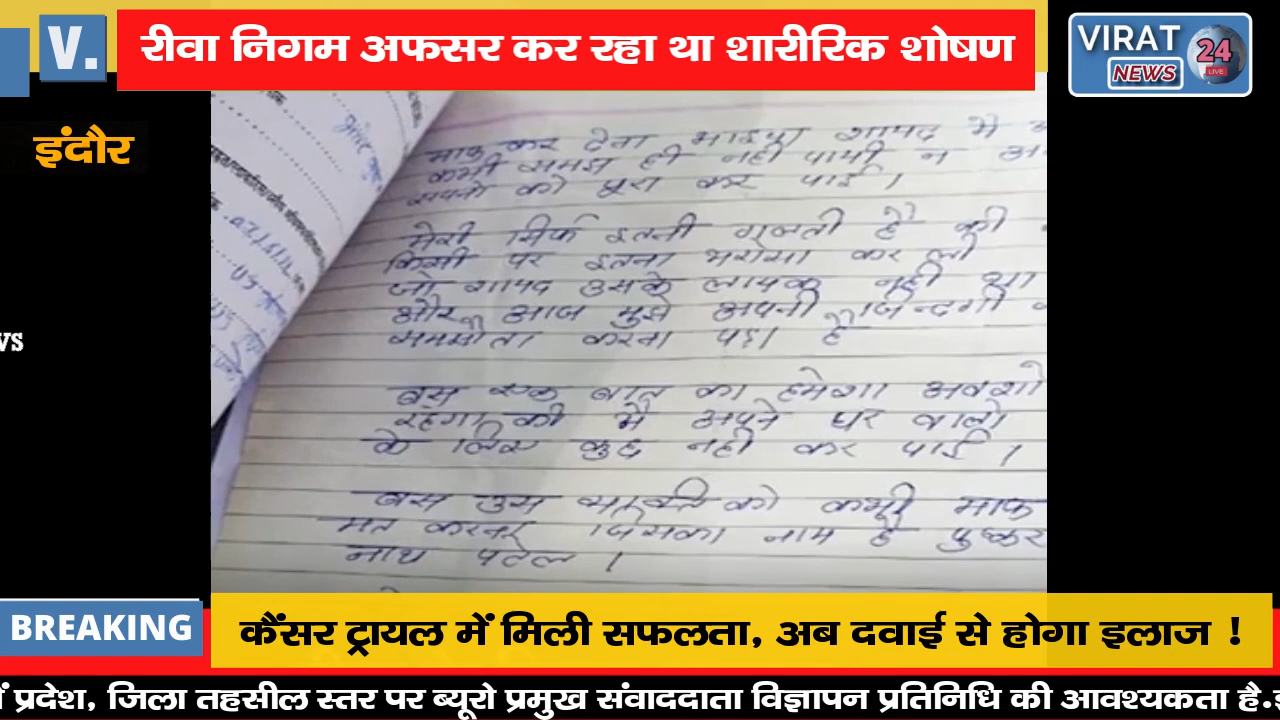 V.
रीवा निगम अफसर कर रहा था शारीरिक शोषण
VIRAT
24
NEWS
LIVE
इंदौर
माफ कर देना भाइया शायद मै
कभी समझ ही नही पायी न
सपनो को पूरा कर पाई।
मेरी सिर्फ इतनी गलती है की
किसी पर इतना भरोसा कर ली
जो शायद उसके लायक नही था
और आज मुझे अपनी जिन्दगी
समझौता करना पड़ा है
बस एक बात का हमेशा
रहेगा की मै अपने घर वालो
के लिए कुछ नही कर पाई।
बस उस को कभी माफ
मत करना जिसका नाम है पुष्कर
नाथ पटेल।
VS
BREAKING
कैंसर ट्रायल में मिली सफलता, अब दवाई से होगा इलाज !
प्रदेश, जिला तहसील स्तर पर ब्यूरो प्रमुख संवाददाता विज्ञापन प्रतिनिधि की आवश्यकता है.